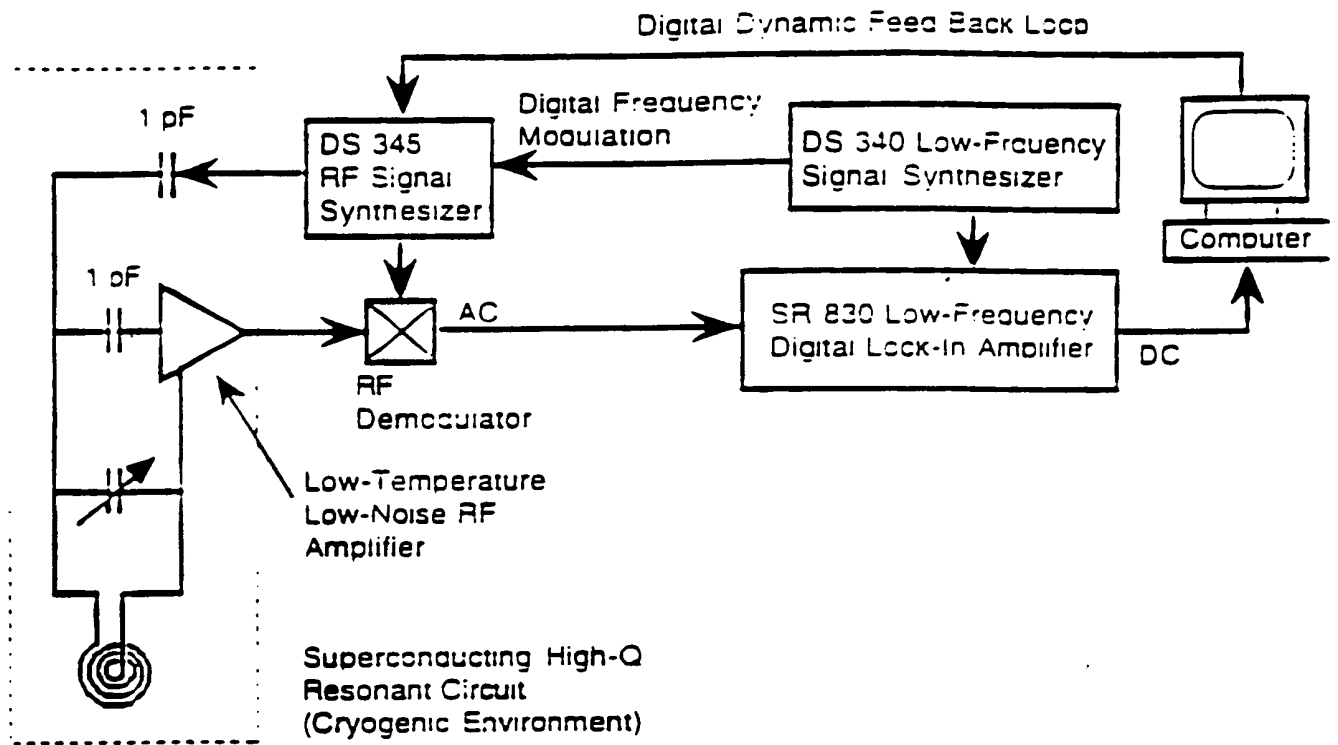 Digital Dynamic Feed Back Loop
1 pF
DS 345
RF Signal
Synthesizer
Digital Frequency
Modulation
DS 340 Low-Frquency
Signal Synthesizer
Computer
1 pF
AC
RF
Demodulator
SR 830 Low-Frequency
Digital Lock-In Amplifier
DC
Low-Temperature
Low-Noise RF
Amplifier
Superconducting High-Q
Resonant Circuit
(Cryogenic Environment)